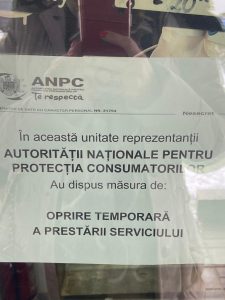 ANPC
Te respectă
Nesecret
În această unitate reprezentanții
AUTORITĂȚII NAȚIONALE PENTRU
PROTECȚIA CONSUMATORILOR
Au dispus măsura de:
OPRIRE TEMPORARĂ
A PRESTĂRII SERVICIULUI